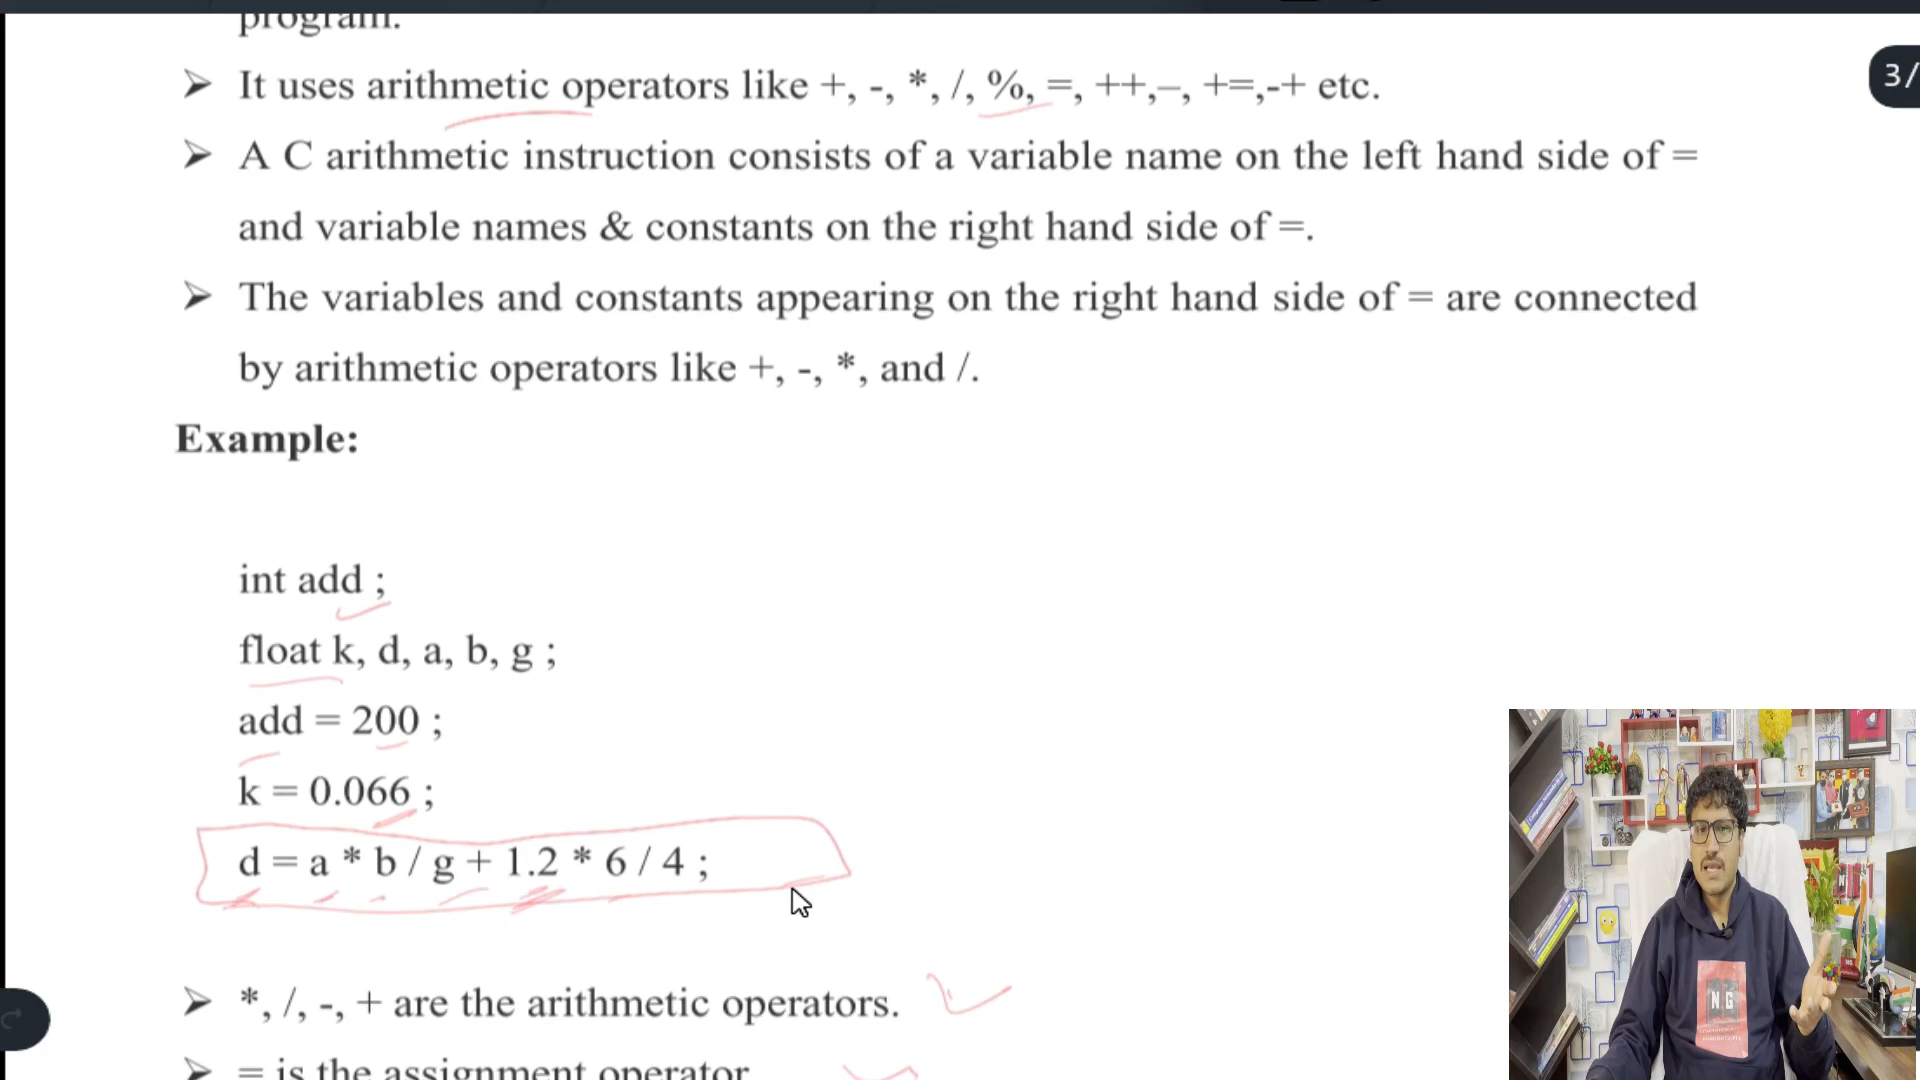 program.
➤ It uses arithmetic operators like +, -, *, /, %, =, ++,–, +=,-+ etc.
➤ A C arithmetic instruction consists of a variable name on the left hand side of =
and variable names & constants on the right hand side of =.
➤ The variables and constants appearing on the right hand side of = are connected
by arithmetic operators like +, -, *, and /.
Example:
int add ;
float k, d, a, b, g ;
add = 200 ;
k = 0.066 ;
d = a * b / g + 1.2 * 6 / 4 ;
➤ *, /, -, + are the arithmetic operators.
➤ = is the assignment operator
3/
N G